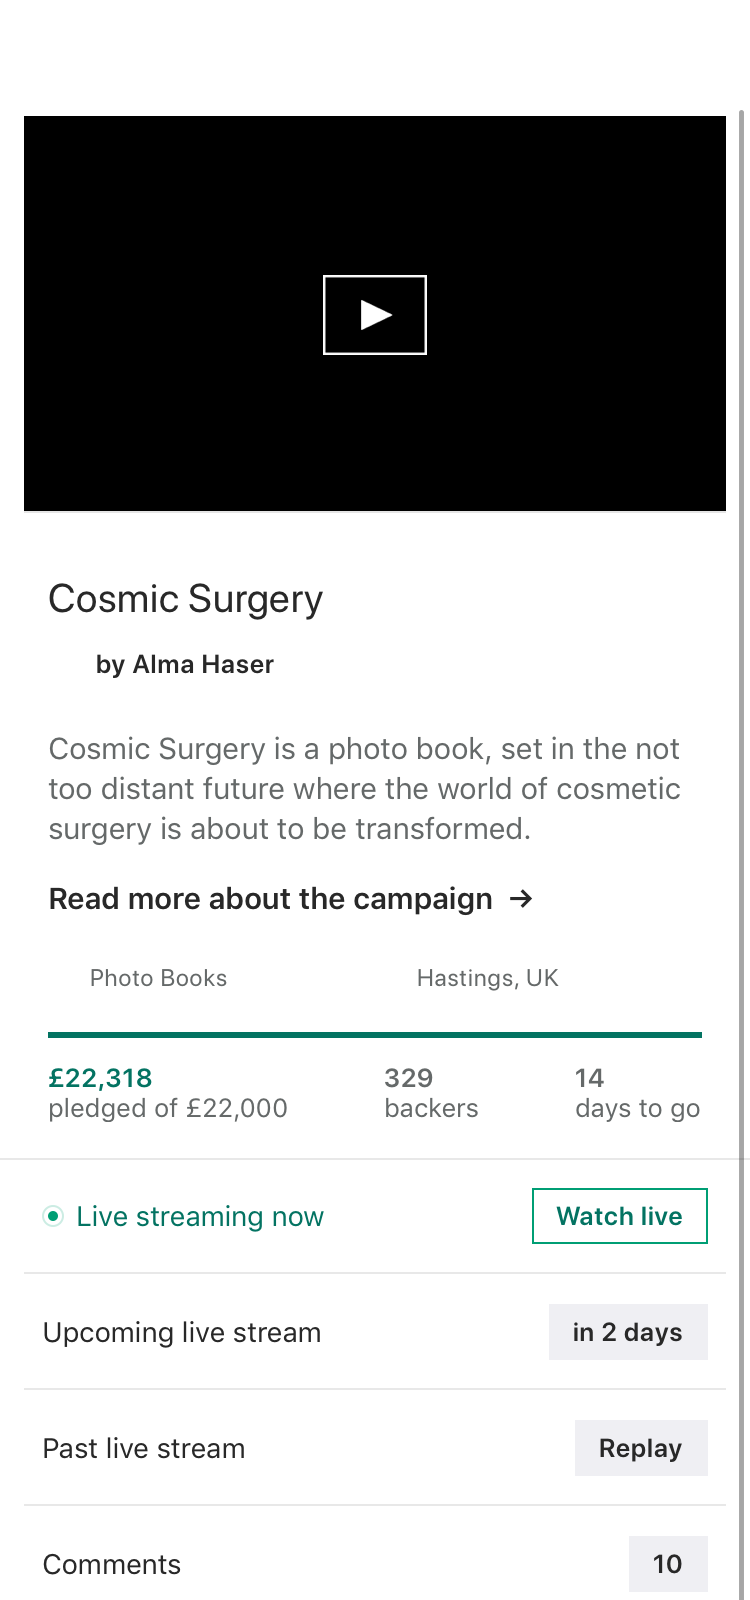 Cosmic Surgery
by Alma Haser
Cosmic Surgery is a photo book, set in the not
too distant future where the world of cosmetic
surgery is about to be transformed.
Read more about the campaign →
Photo Books
Hastings, UK
£22,318
pledged of £22,000
329
backers
14
days to go
Live streaming now
Watch live
Upcoming live stream
in 2 days
Past live stream
Replay
Comments
10